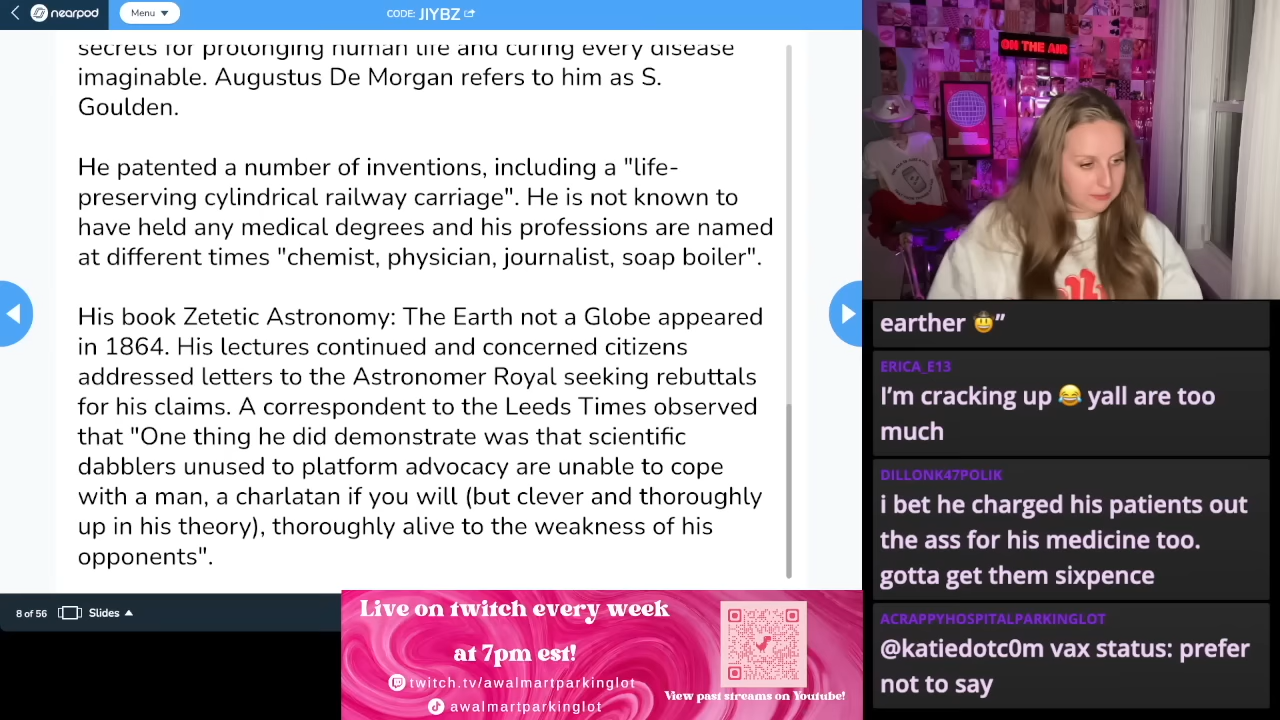 nearpod
Menu
CODE: JIYBZ
secrets for prolonging human life and curing every disease
imaginable. Augustus De Morgan refers to him as S.
Goulden.
He patented a number of inventions, including a "life-
preserving cylindrical railway carriage". He is not known to
have held any medical degrees and his professions are named
at different times "chemist, physician, journalist, soap boiler".
His book Zetetic Astronomy: The Earth not a Globe appeared
in 1864. His lectures continued and concerned citizens
addressed letters to the Astronomer Royal seeking rebuttals
for his claims. A correspondent to the Leeds Times observed
that "One thing he did demonstrate was that scientific
dabblers unused to platform advocacy are unable to cope
with a man, a charlatan if you will (but clever and thoroughly
up in his theory), thoroughly alive to the weakness of his
opponents".
8 of 56
Slides
Live on twitch every week
at 7pm est!
twitch.tv/awalmartparkinglot
awalmartparkinglot
View past streams on Youtube!
ON THE AIR
earther 🤠”
ERICA_E13
I’m cracking up 😂 yall are too
much
DILLONK47POLIK
i bet he charged his patients out
the ass for his medicine too.
gotta get them sixpence
ACRAPPYHOSPITALPARKINGLOT
@katiedotc0m vax status: prefer
not to say